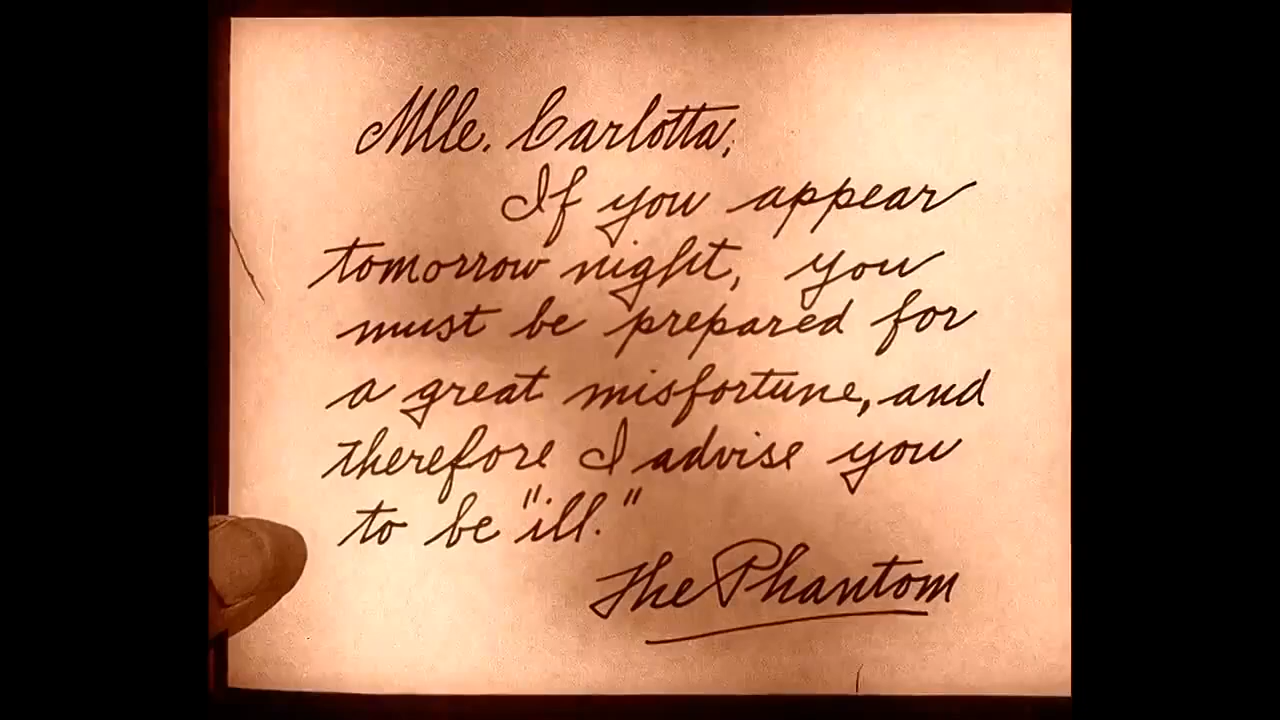 Mlle. Carlotta,
If you appear
tomorrow night, you
must be prepared for
a great misfortune, and
therefore I advise you
to be "ill."
The Phantom